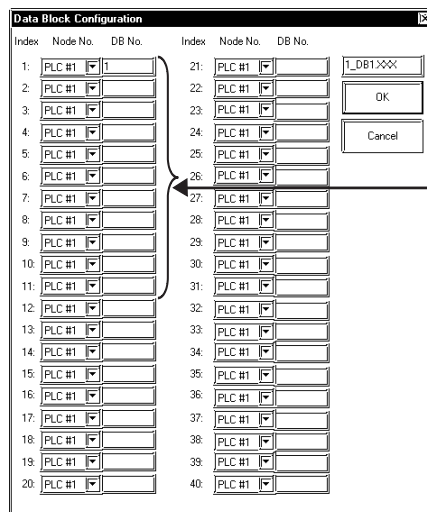 Data Block Configuration
Index Node No. DB No. Index Node No. DB No.
1: PLC #1 1 21: PLC #1 1_DB1.XXX
2: PLC #1 22: PLC #1 OK
3: PLC #1 23: PLC #1
4: PLC #1 24: PLC #1 Cancel
5: PLC #1 25: PLC #1
6: PLC #1 26: PLC #1
7: PLC #1 27: PLC #1
8: PLC #1 28: PLC #1
9: PLC #1 29: PLC #1
10: PLC #1 30: PLC #1
11: PLC #1 31: PLC #1
12: PLC #1 32: PLC #1
13: PLC #1 33: PLC #1
14: PLC #1 34: PLC #1
15: PLC #1 35: PLC #1
16: PLC #1 36: PLC #1
17: PLC #1 37: PLC #1
18: PLC #1 38: PLC #1
19: PLC #1 39: PLC #1
20: PLC #1 40: PLC #1